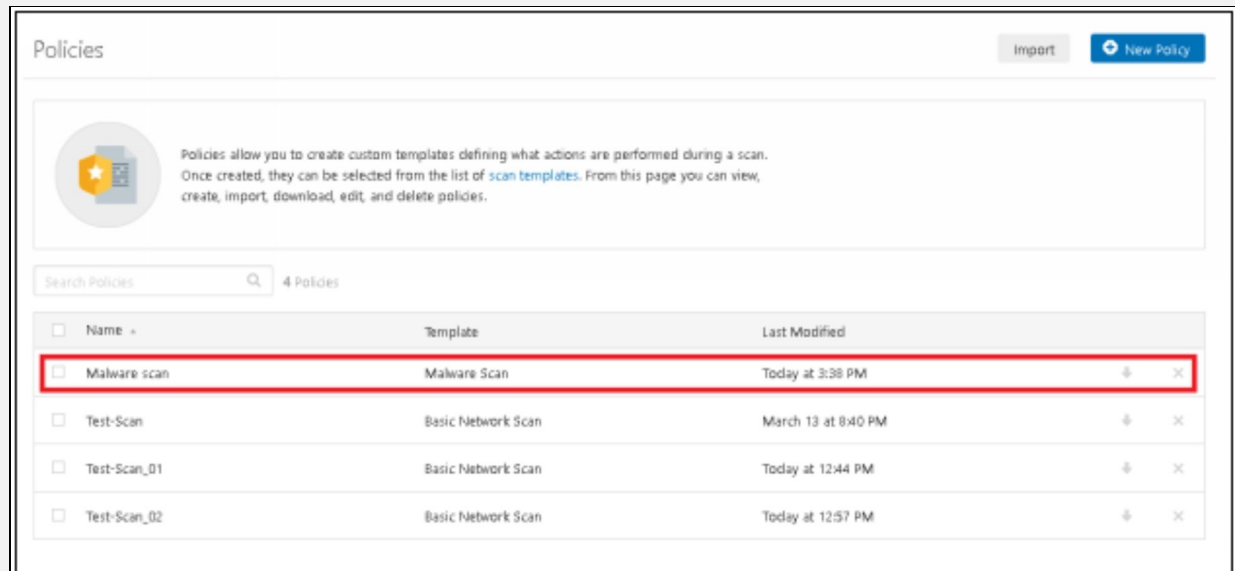 Policies
Import
New Policy
Policies allow you to create custom templates defining what actions are performed during a scan.
Once created, they can be selected from the list of scan templates. From this page you can view,
create, import, download, edit, and delete policies.
Search Policies
4 Policies
Name Template Last Modified
Malware scan Malware Scan Today at 3:38 PM
Test-Scan Basic Network Scan March 13 at 8:40 PM
Test-Scan_01 Basic Network Scan Today at 12:44 PM
Test-Scan_02 Basic Network Scan Today at 12:57 PM